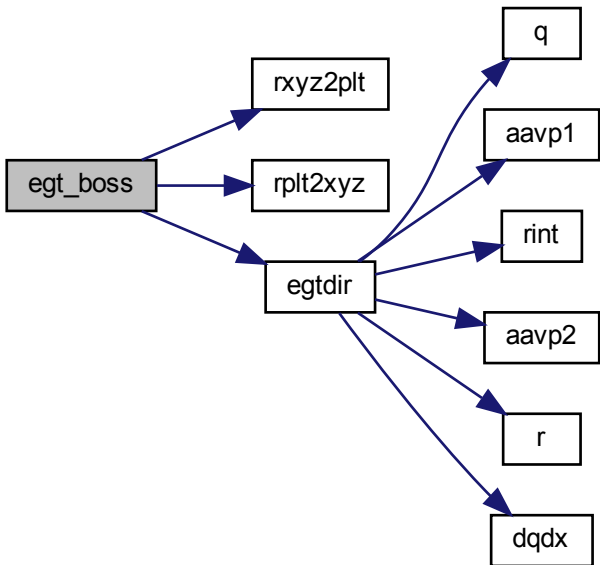 egt_boss
rxyz2plt
rplt2xyz
egtdir
q
aavp1
rint
aavp2
r
dqdx